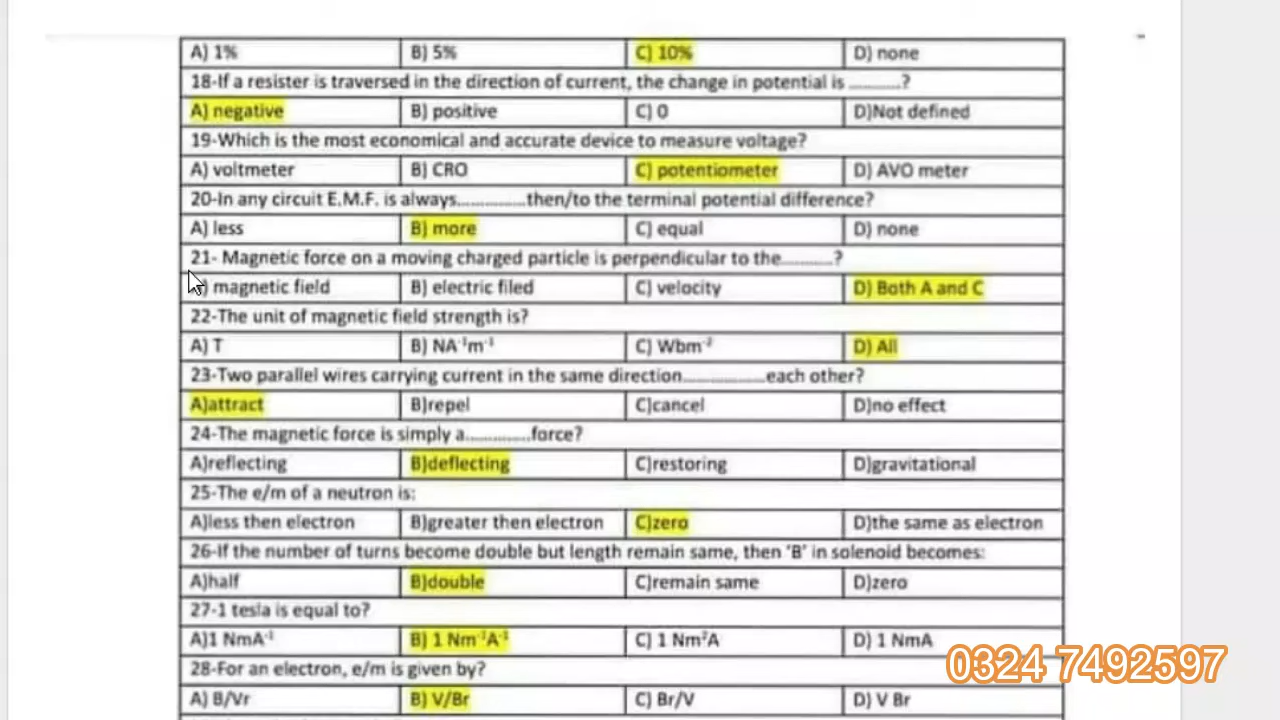 A) 1% B) 5% C) 10% D) none
18-If a resister is traversed in the direction of current, the change in potential is ..........?
A) negative B) positive C) 0 D)Not defined
19-Which is the most economical and accurate device to measure voltage?
A) voltmeter B) CRO C) potentiometer D) AVO meter
20-In any circuit E.M.F. is always..............then/to the terminal potential difference?
A) less B) more C) equal D) none
21- Magnetic force on a moving charged particle is perpendicular to the..........?
) magnetic field B) electric filed C) velocity D) Both A and C
22-The unit of magnetic field strength is?
A) T B) NA⁻¹m⁻¹ C) Wbm⁻² D) All
23-Two parallel wires carrying current in the same direction.................each other?
A)attract B)repel C)cancel D)no effect
24-The magnetic force is simply a.............force?
A)reflecting B)deflecting C)restoring D)gravitational
25-The e/m of a neutron is:
A)less then electron B)greater then electron C)zero D)the same as electron
26-If the number of turns become double but length remain same, then 'B' in solenoid becomes:
A)half B)double C)remain same D)zero
27-1 tesla is equal to?
A)1 NmA⁻¹ B) 1 Nm⁻¹A⁻¹ C) 1 Nm²A D) 1 NmA
28-For an electron, e/m is given by?
A) B/Vr B) V/Br C) Br/V D) V Br
0324 7492597